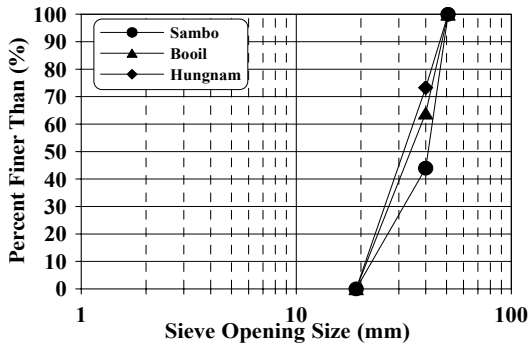 100
90
80
70
60
50
40
30
20
10
0
Percent Finer Than (%)
Sambo
Booil
Hungnam
1 10 100
Sieve Opening Size (mm)